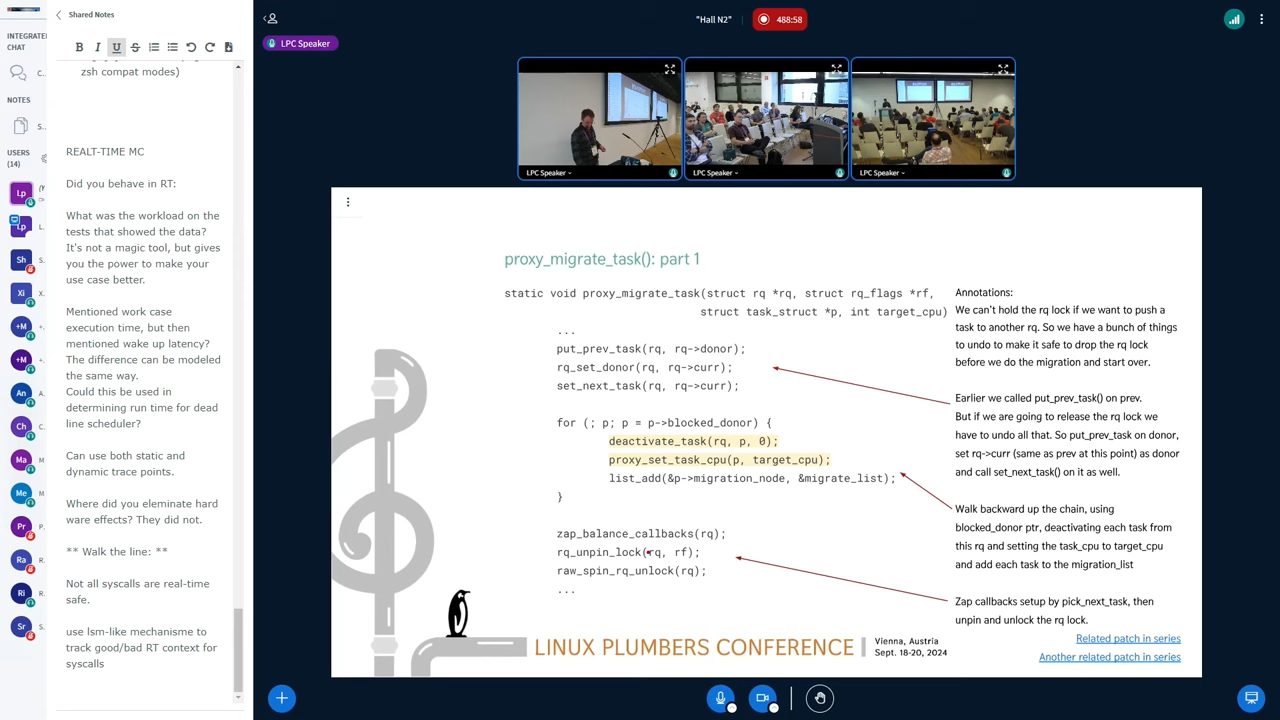 Shared Notes
INTEGRATE
CHAT
C..
NOTES
S..
USERS
(14)
Lp
Lp
Sh
Xi
+M
+M
An
Ch
Ma
Me
Pr
Ra
Ri
Sr
B I U S
zsh compat modes)
REALT-TIME MC
Did you behave in RT:
What was the workload on the
tests that showed the data?
It's not a magic tool, but gives
you the power to make your
use case better.
Mentioned work case
execution time, but then
mentioned wake up latency?
The difference can be modeled
the same way.
Could this be used in
determining run time for dead
line scheduler?
Can use both static and
dynamic trace points.
Where did you eleminate hard
ware effects? They did not.
** Walk the line: **
Not all syscalls are real-time
safe.
use lsm-like mechanisme to
track good/bad RT context for
syscalls
"Hall N2"
488:58
LPC Speaker
LPC Speaker
LPC Speaker
LPC Speaker
proxy_migrate_task(): part 1
static void proxy_migrate_task(struct rq *rq, struct rq_flags *rf,
struct task_struct *p, int target_cpu)
...
put_prev_task(rq, rq->donor);
rq_set_donor(rq, rq->curr);
set_next_task(rq, rq->curr);
for (; p; p = p->blocked_donor) {
deactivate_task(rq, p, 0);
proxy_set_task_cpu(p, target_cpu);
list_add(&p->migration_node, &migrate_list);
}
zap_balance_callbacks(rq);
rq_unpin_lock(rq, rf);
raw_spin_rq_unlock(rq);
...
Annotations:
We can't hold the rq lock if we want to push a
task to another rq. So we have a bunch of things
to undo to make it safe to drop the rq lock
before we do the migration and start over.
Earlier we called put_prev_task() on prev.
But if we are going to release the rq lock we
have to undo all that. So put_prev_task on donor,
set rq->curr (same as prev at this point) as donor
and call set_next_task() on it as well.
Walk backward up the chain, using
blocked_donor ptr, deactivating each task from
this rq and setting the task_cpu to target_cpu
and add each task to the migration_list
Zap callbacks setup by pick_next_task, then
unpin and unlock the rq lock.
Related patch in series
Another related patch in series
LINUX PLUMBERS CONFERENCE
Vienna, Austria
Sept. 18-20, 2024